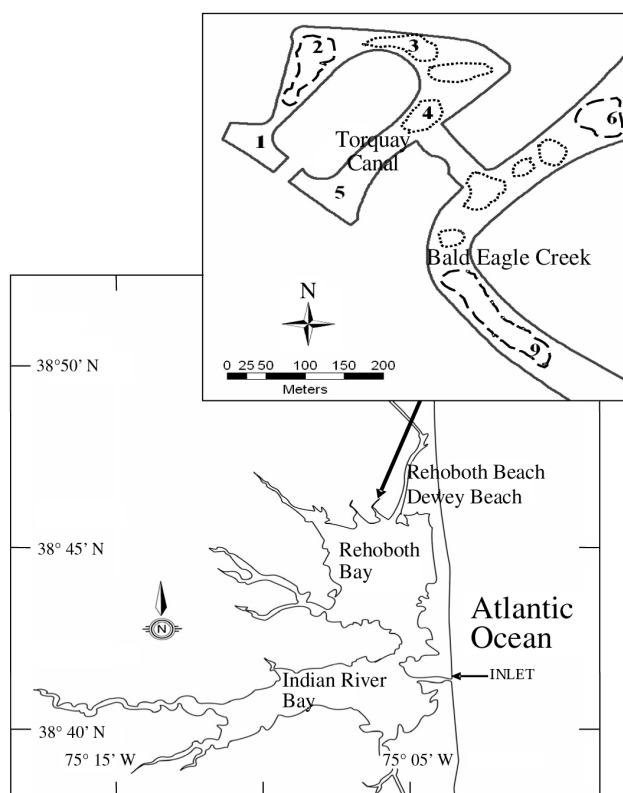 2
3
1
4
6
Torquay
Canal
5
Bald Eagle Creek
N
9
0 25 50 100 150 200
Meters
38°50’ N
Rehoboth Beach
Dewey Beach
38° 45’ N
Rehoboth
Bay
N
Atlantic
Ocean
INLET
Indian River
Bay
38° 40’ N
75° 15’ W
75° 05’ W